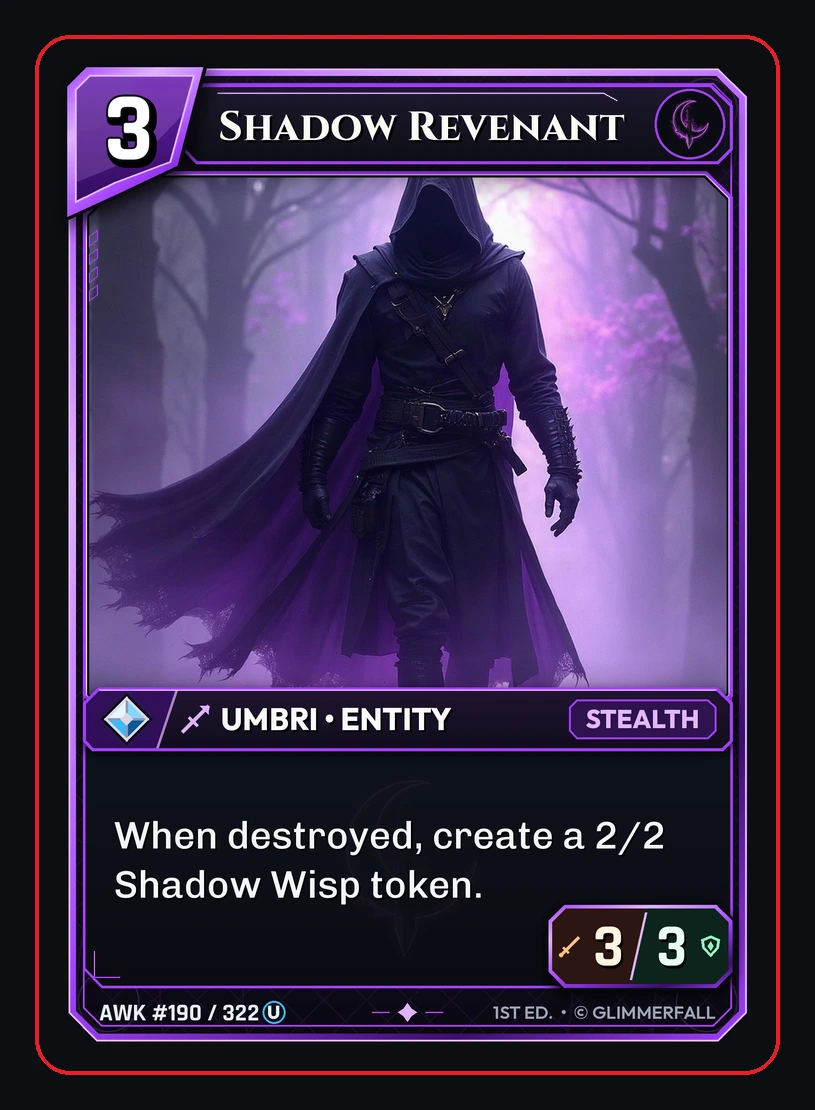 3
SHADOW REVENANT
UMBRI • ENTITY
STEALTH
When destroyed, create a 2/2
Shadow Wisp token.
3/3
AWK #190 / 322 U
1ST ED. • © GLIMMERFALL